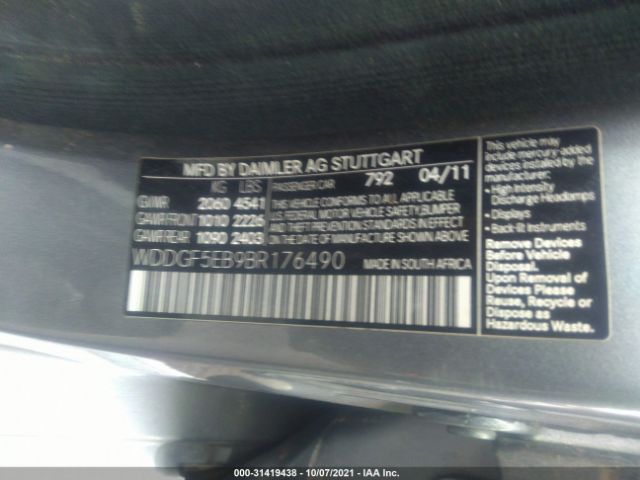 MFD BY DAIMLER AG STUTTGART
KG LBS PASSENGER CAR 792 04/11
GVWR 2060 4541
GAWR FRONT 1010 2226
GAWR REAR 1090 2403
THIS VEHICLE CONFORMS TO ALL APPLICABLE
U.S. FEDERAL MOTOR VEHICLE SAFETY, BUMPER
AND THEFT PREVENTION STANDARDS IN EFFECT
ON THE DATE OF MANUFACTURE SHOWN ABOVE.
WDDGF5EB9BR176490 MADE IN SOUTH AFRICA
This vehicle may
include mercury-added
devices installed by the
manufacturer:
- High Intensity
Discharge Headlamps
- Displays
- Back-lit Instruments
Remove Devices
Before Vehicle
Disposal.
Upon Removal of
Devices Please
Reuse, Recycle or
Dispose as
Hazardous Waste.
000-31419438 - 10/07/2021 - IAA Inc.